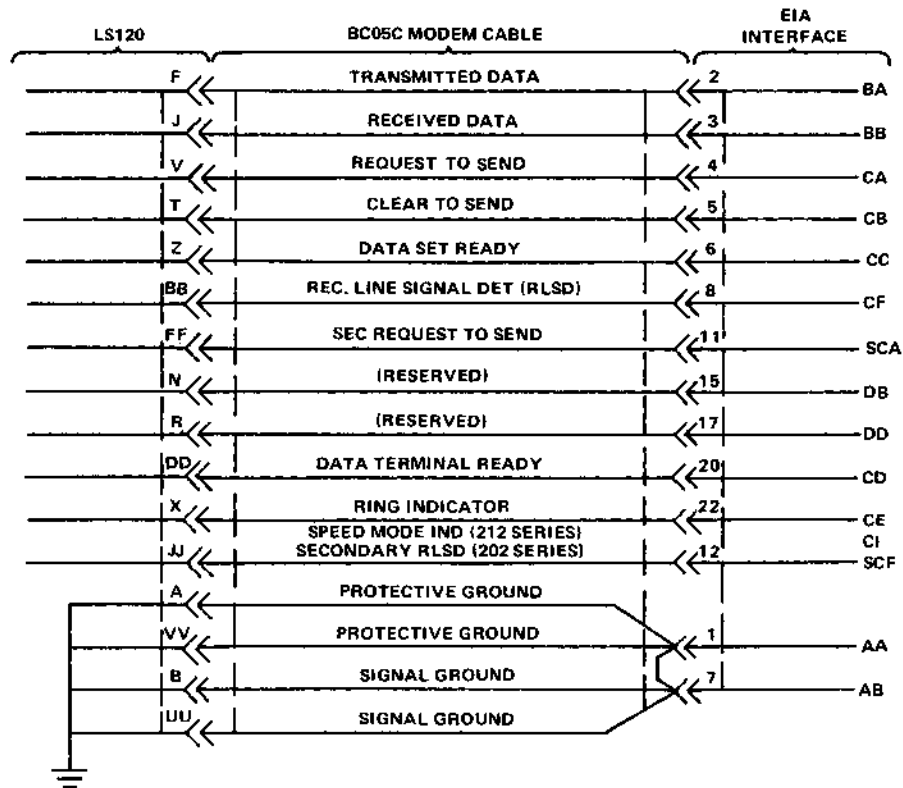 LS120 BC05C MODEM CABLE EIA INTERFACE
F TRANSMITTED DATA 2 BA
J RECEIVED DATA 3 BB
V REQUEST TO SEND 4 CA
T CLEAR TO SEND 5 CB
Z DATA SET READY 6 CC
BB REC. LINE SIGNAL DET (RLSD) 8 CF
FF SEC REQUEST TO SEND 11 SCA
N (RESERVED) 15 DB
R (RESERVED) 17 DD
DD DATA TERMINAL READY 20 CD
X RING INDICATOR 22 CE
SPEED MODE IND (212 SERIES) CI
JJ SECONDARY RLSD (202 SERIES) 12 SCF
A PROTECTIVE GROUND
VV PROTECTIVE GROUND 1 AA
B SIGNAL GROUND 7 AB
UU SIGNAL GROUND